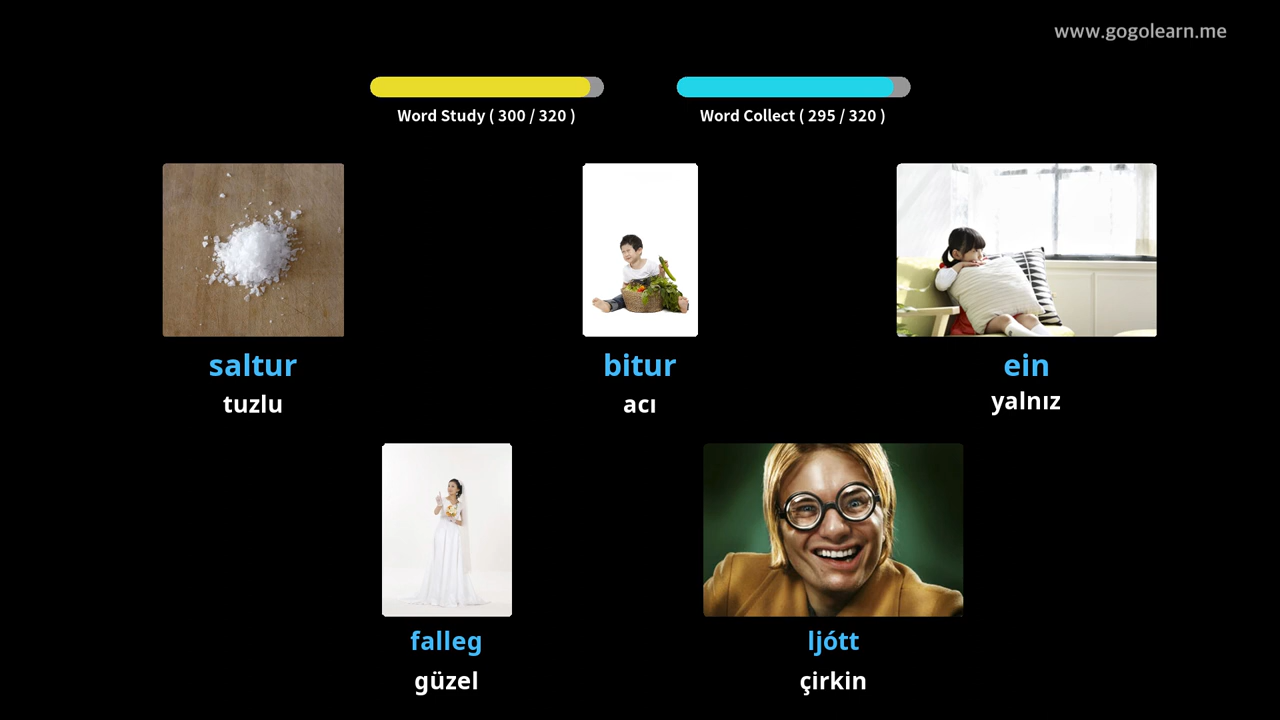 www.gogolearn.me
Word Study ( 300 / 320 )
Word Collect ( 295 / 320 )
saltur
tuzlu
bitur
acı
ein
yalnız
falleg
güzel
ljótt
çirkin